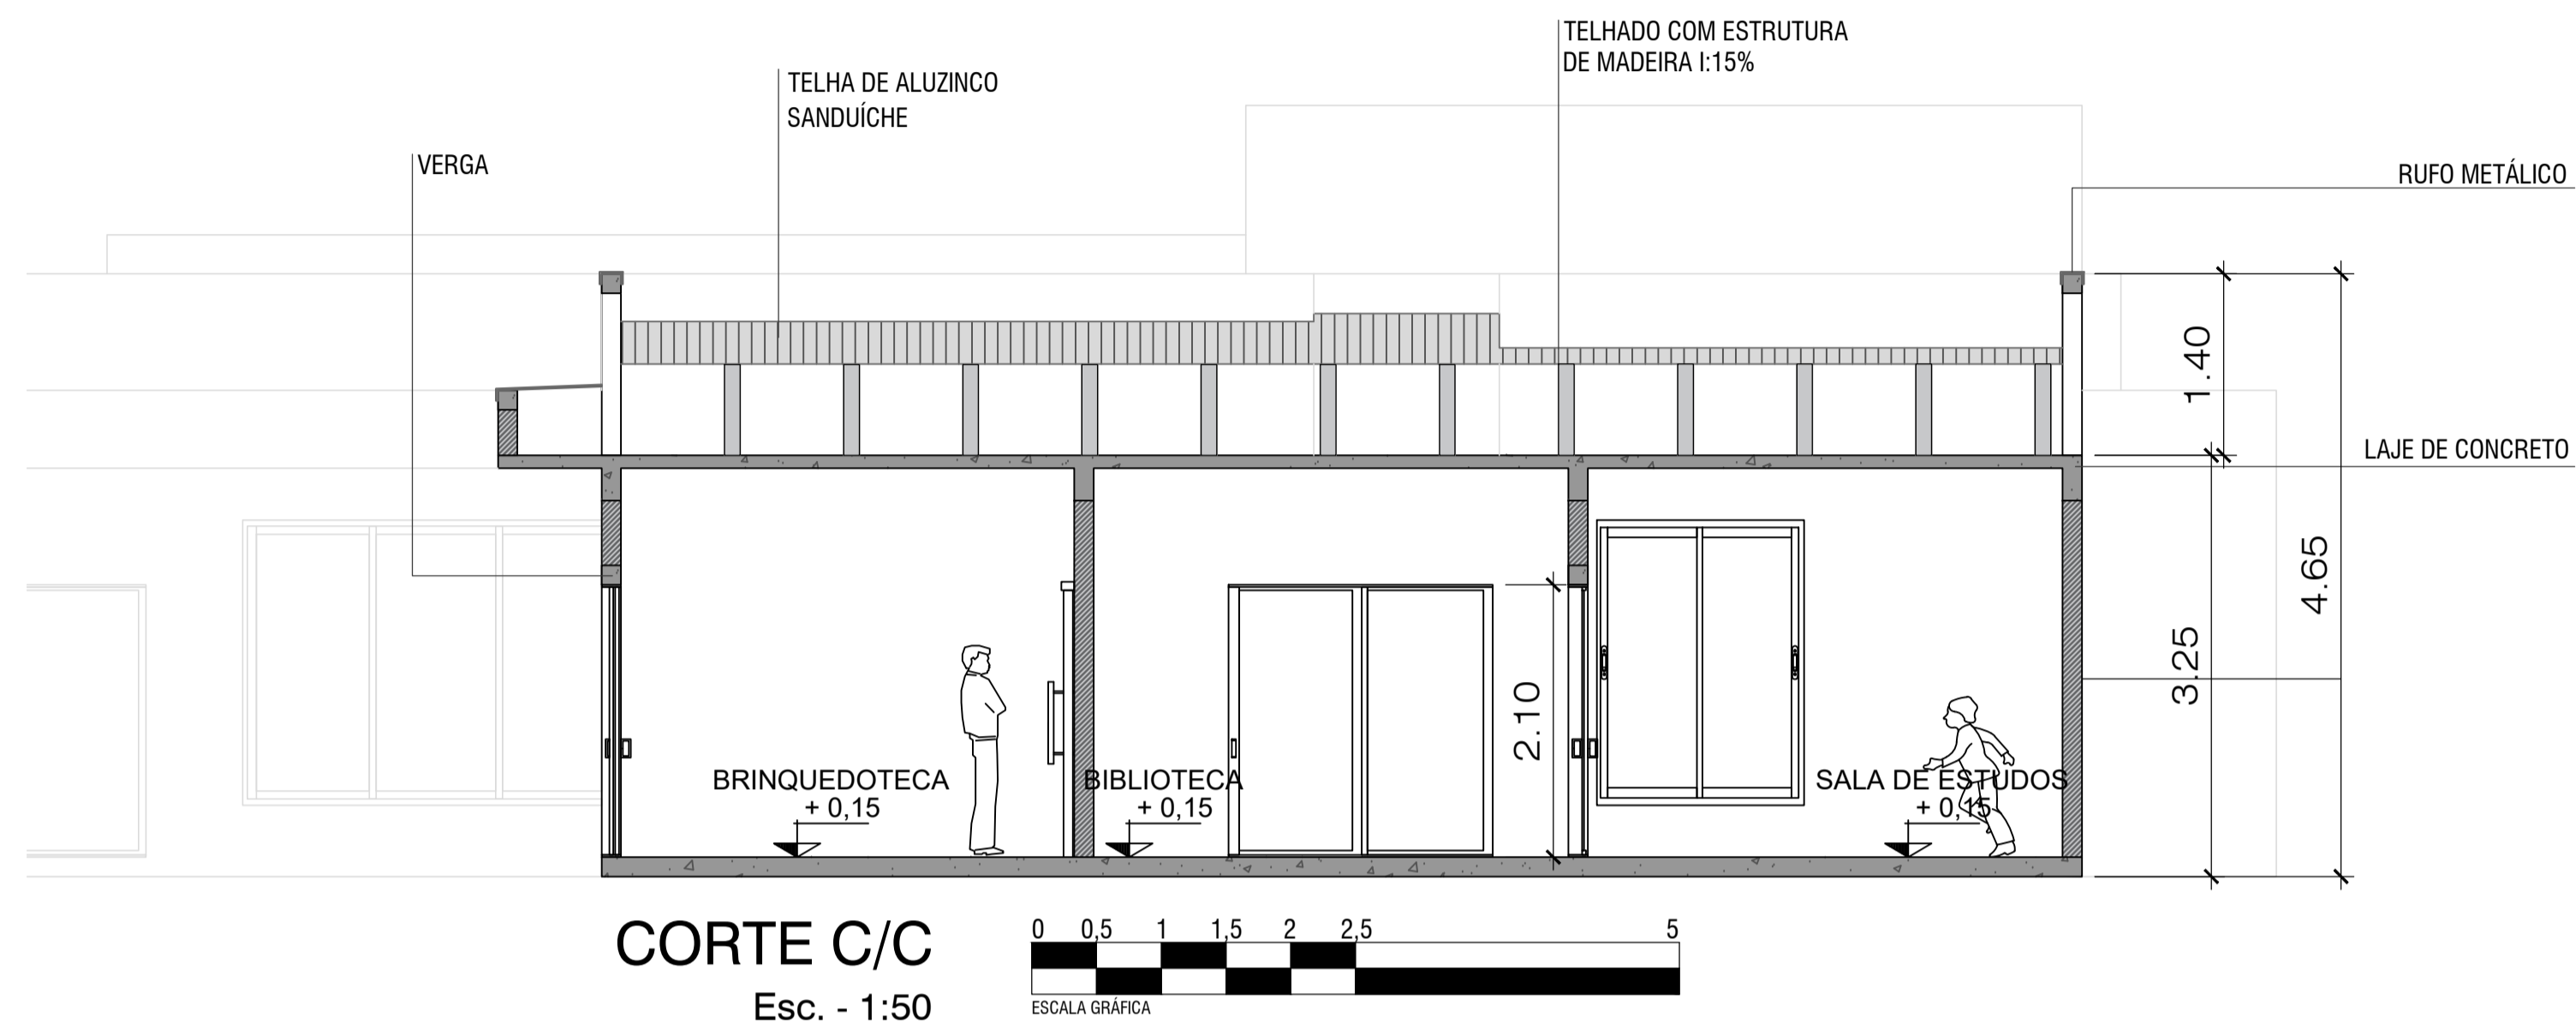 TELHADO COM ESTRUTURA
DE MADEIRA I:15%
TELHA DE ALUZINCO
SANDUÍCHE
VERGA
RUFO METÁLICO
1.40
LAJE DE CONCRETO
4.65
3.25
2.10
BRINQUEDOTECA
+ 0,15
BIBLIOTECA
+ 0,15
SALA DE ESTUDOS
+ 0,15
CORTE C/C
Esc. - 1:50
0 0,5 1 1,5 2 2,5 5
ESCALA GRÁFICA